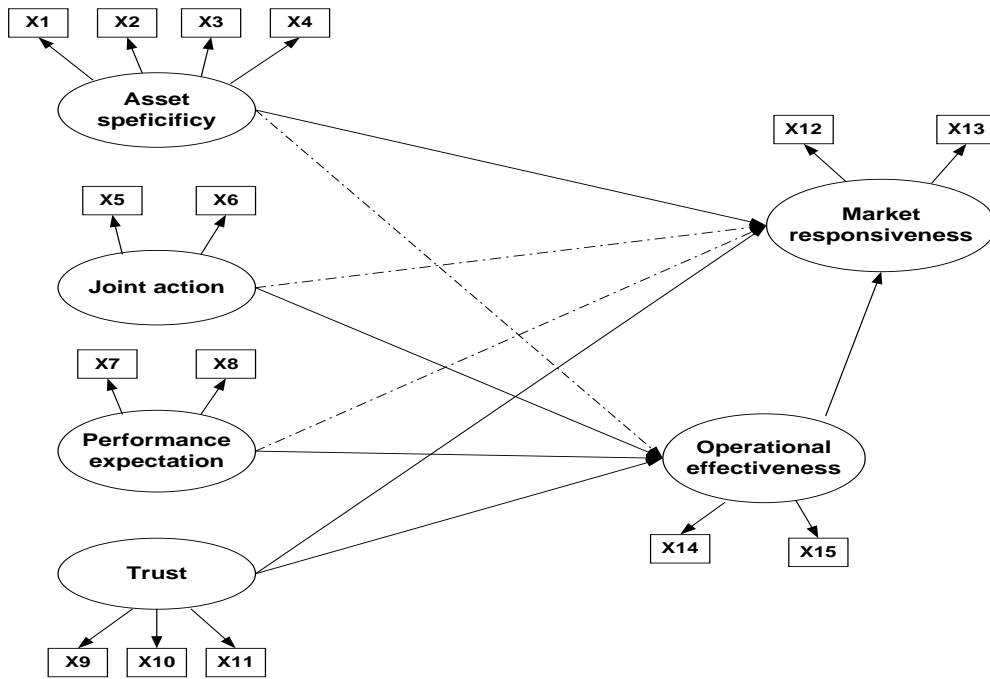 X1
X2
X3
X4
Asset
speficificy
X12
X13
Market
responsiveness
X5
X6
Joint action
X7
X8
Performance
expectation
Operational
effectiveness
X14
X15
Trust
X9
X10
X11